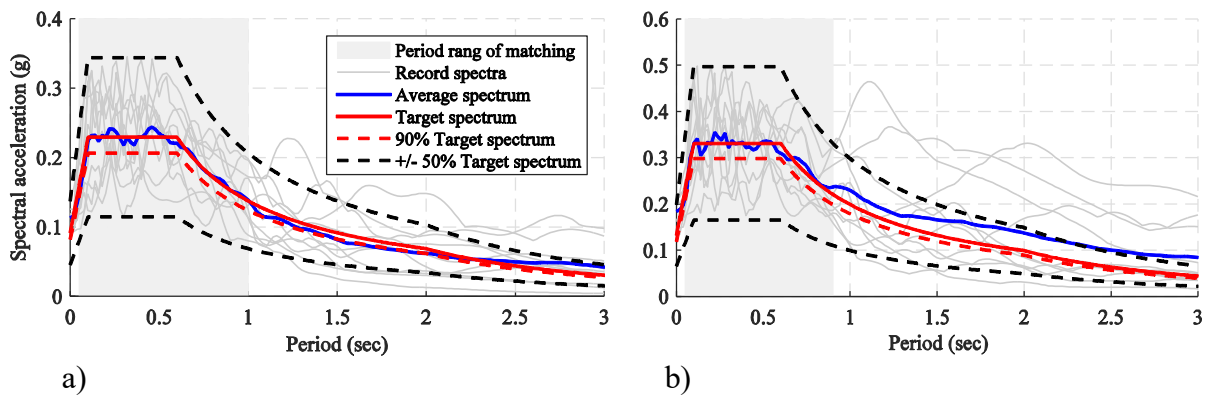 Spectral acceleration (g)
0.4
0.3
0.2
0.1
0
0
0.5
1
1.5
2
2.5
3
Period (sec)
Period rang of matching
Record spectra
Average spectrum
Target spectrum
90% Target spectrum
+/- 50% Target spectrum
a)
0.6
0.5
0.4
0.3
0.2
0.1
0
0
0.5
1
1.5
2
2.5
3
Period (sec)
b)